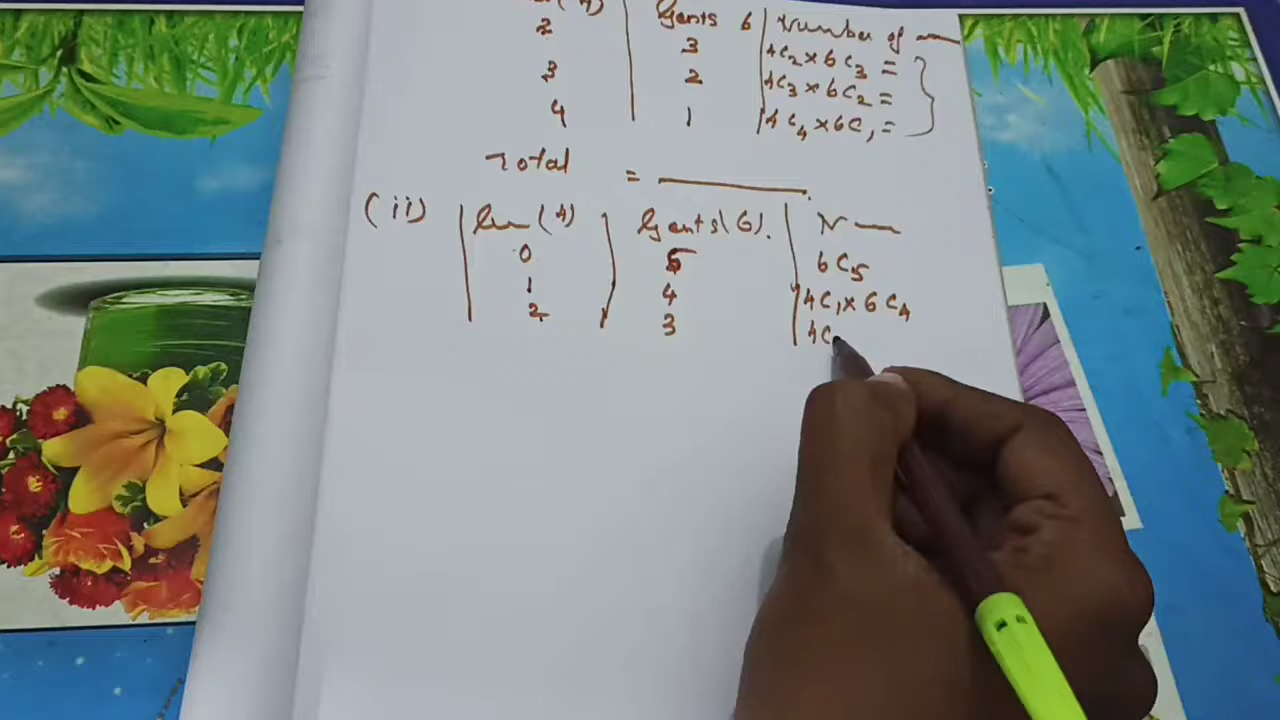 Gents 6 Number of
2 3 4C2 x 6C3 =
3 2 4C3 x 6C2 =
4 1 4C4 x 6C1 =
Total =
(ii) (4) Gents (6). N
0 5 6C5
1 4 4C1 x 6C4
2 3 4C